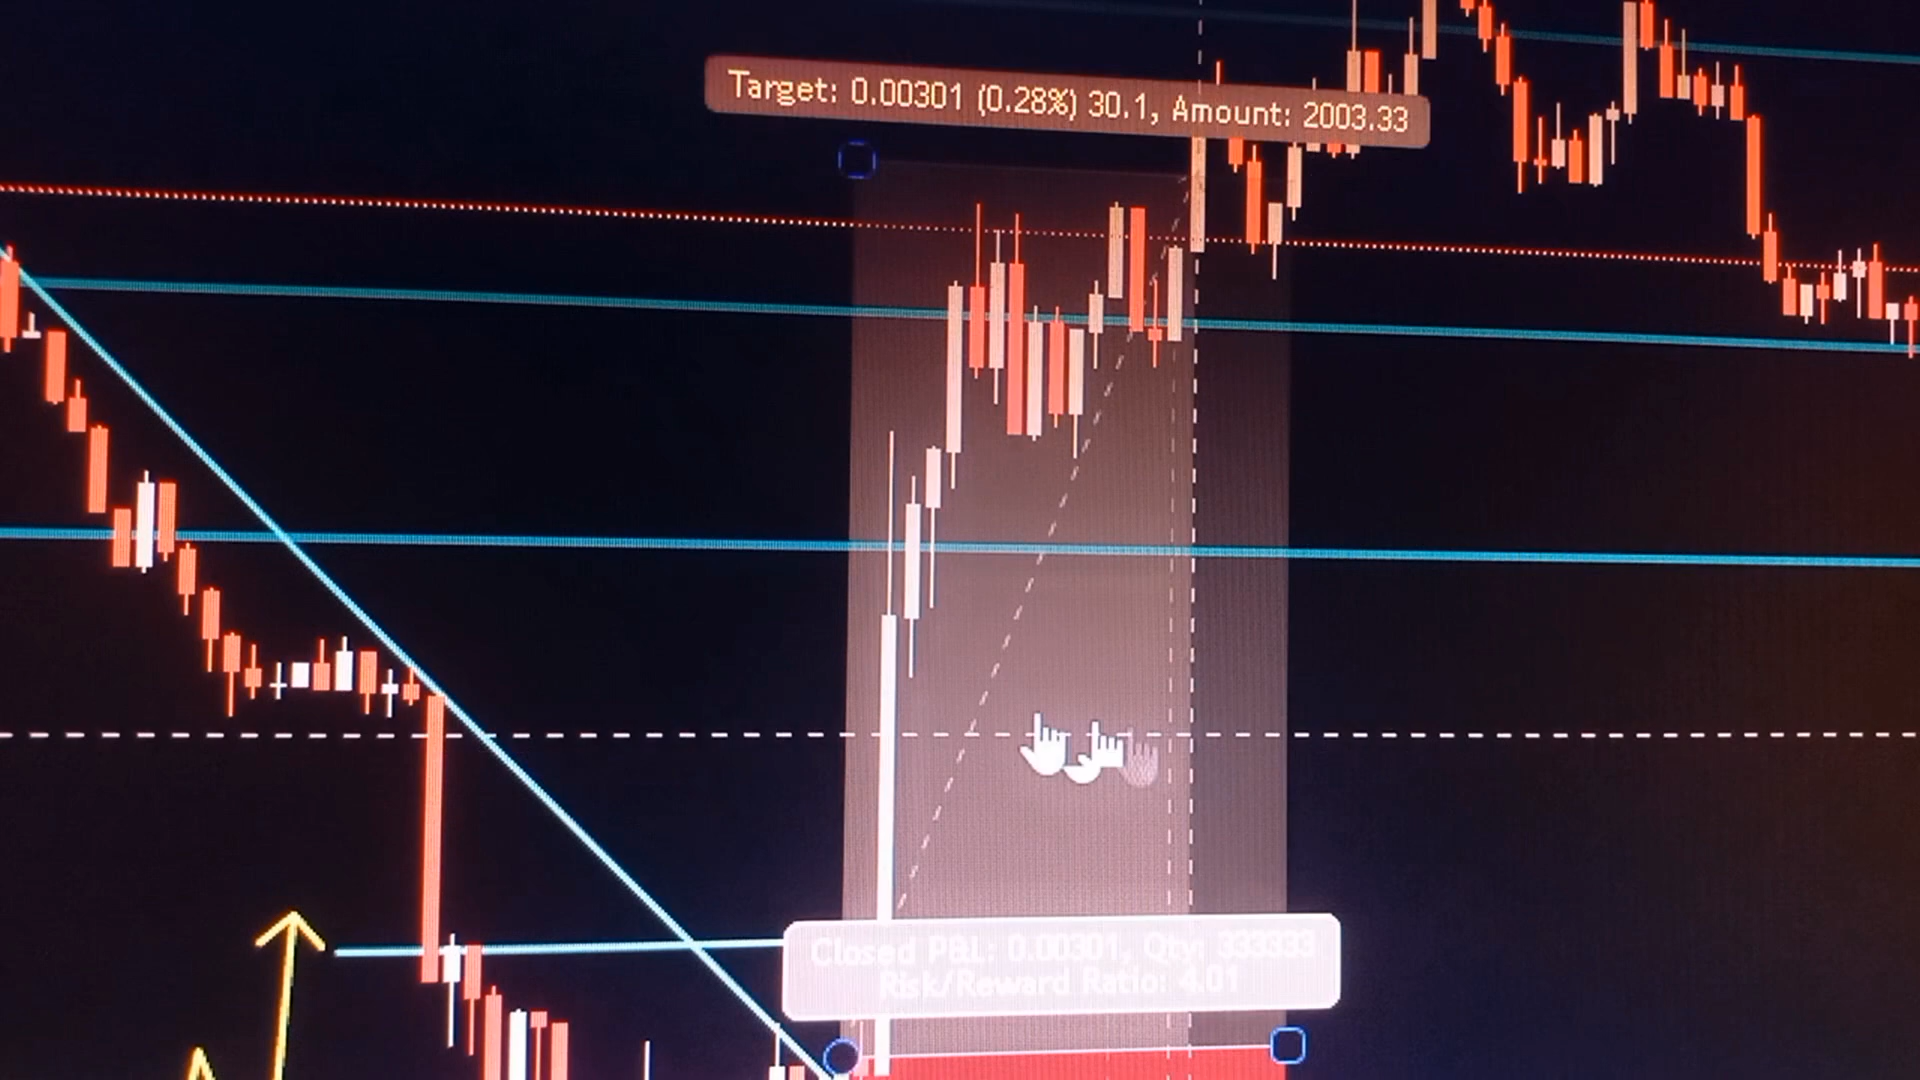 Target: 0.00301 (0.28%) 30.1, Amount: 2003.33
Closed P&L: 0.00301, Qty: 333333
Risk/Reward Ratio: 4.01